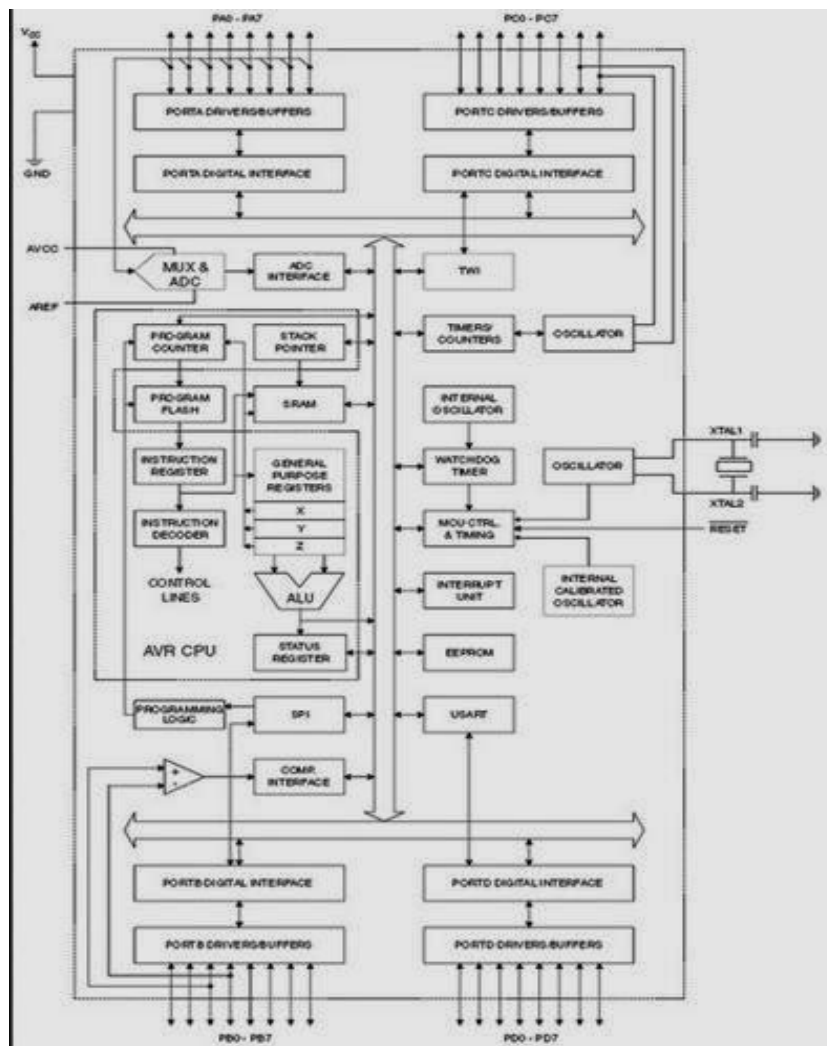 PA0 - PA7
PC0 - PC7
VCC
PORTA DRIVERS/BUFFERS
PORTC DRIVERS/BUFFERS
GND
PORTA DIGITAL INTERFACE
PORTC DIGITAL INTERFACE
AVCC
MUX &
ADC
ADC
INTERFACE
TWI
AREF
PROGRAM
COUNTER
STACK
POINTER
TIMERS/
COUNTERS
OSCILLATOR
PROGRAM
FLASH
SRAM
INTERNAL
OSCILLATOR
XTAL1
INSTRUCTION
REGISTER
GENERAL
PURPOSE
REGISTERS
WATCHDOG
TIMER
OSCILLATOR
XTAL2
X
INSTRUCTION
DECODER
Y
Z
MCU CTRL.
& TIMING
RESET
CONTROL
LINES
ALU
INTERRUPT
UNIT
INTERNAL
CALIBRATED
OSCILLATOR
AVR CPU
STATUS
REGISTER
EEPROM
PROGRAMMING
LOGIC
SPI
USART
+
-
COMP.
INTERFACE
PORTB DIGITAL INTERFACE
PORTD DIGITAL INTERFACE
PORTB DRIVERS/BUFFERS
PORTD DRIVERS/BUFFERS
PB0 - PB7
PD0 - PD7